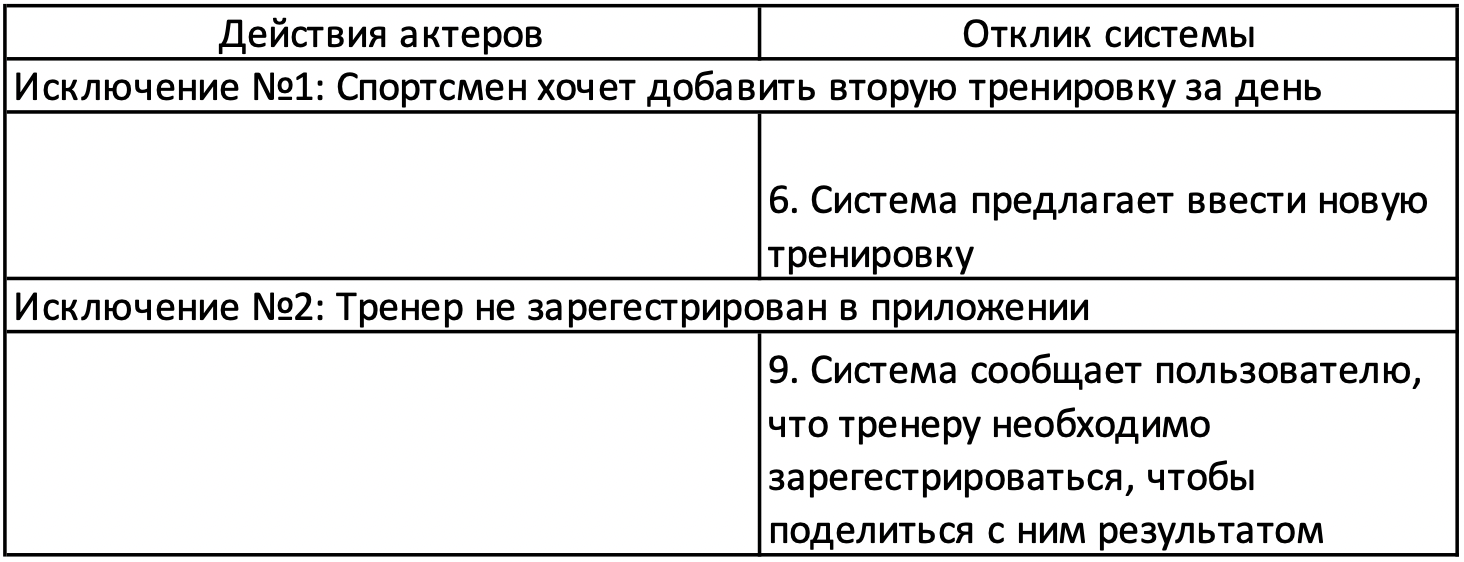 Действия актеров
Отклик системы
Исключение №1: Спортсмен хочет добавить вторую тренировку за день
6. Система предлагает ввести новую
тренировку
Исключение №2: Тренер не зарегестрирован в приложении
9. Система сообщает пользователю,
что тренеру необходимо
зарегестрироваться, чтобы
поделиться с ним результатом